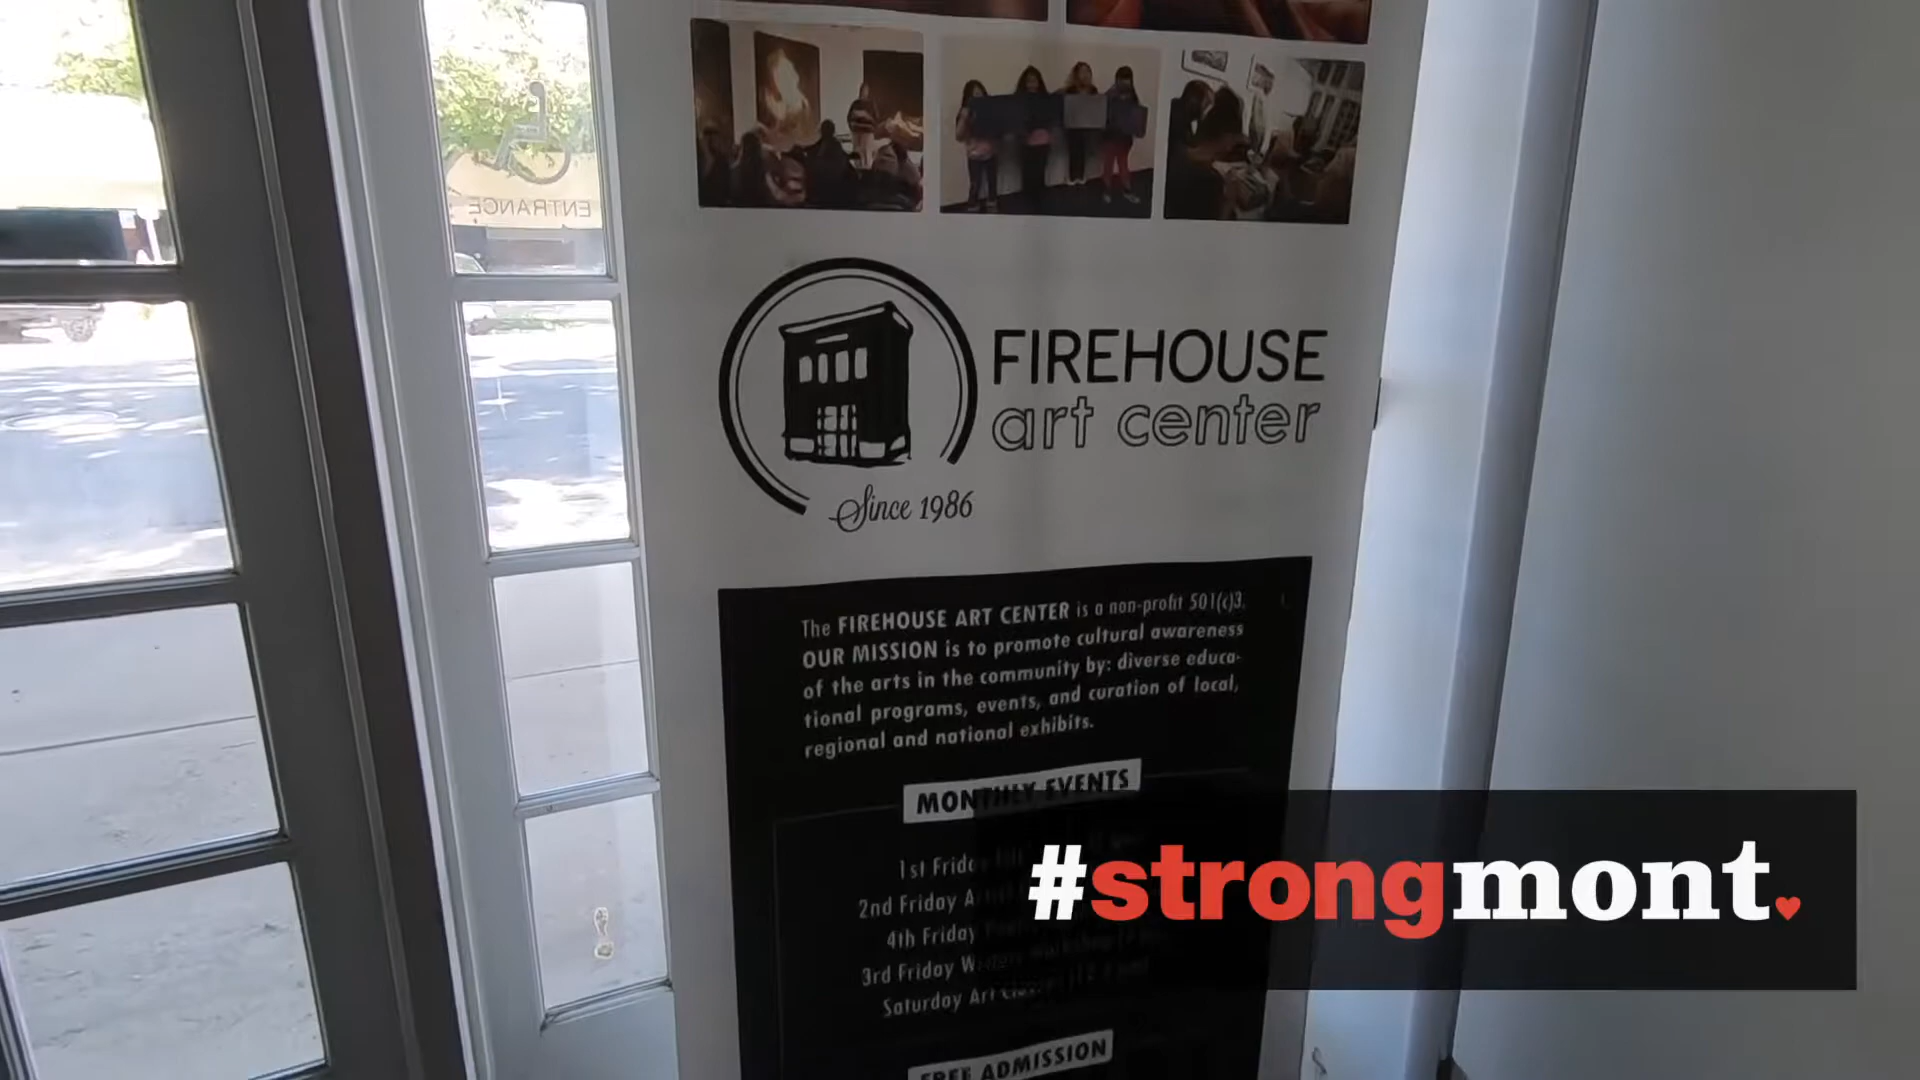 ENTRANCE
FIREHOUSE
art center
Since 1986
The FIREHOUSE ART CENTER is a non-profit 501(c)3.
OUR MISSION is to promote cultural awareness
of the arts in the community by: diverse educa-
tional programs, events, and curation of local,
regional and national exhibits.
MONTHLY EVENTS
1st Frida
2nd Friday A
4th Friday
3rd Friday W
Saturday Art
FREE ADMISSION
#strongmont.